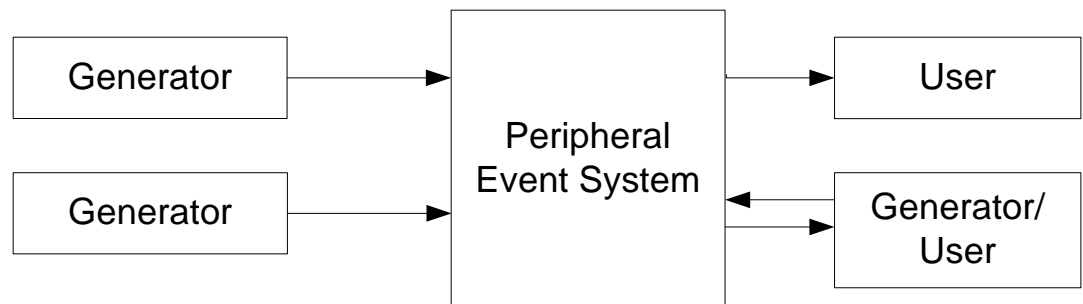 Generator
User
Peripheral
Event System
Generator
Generator/
User